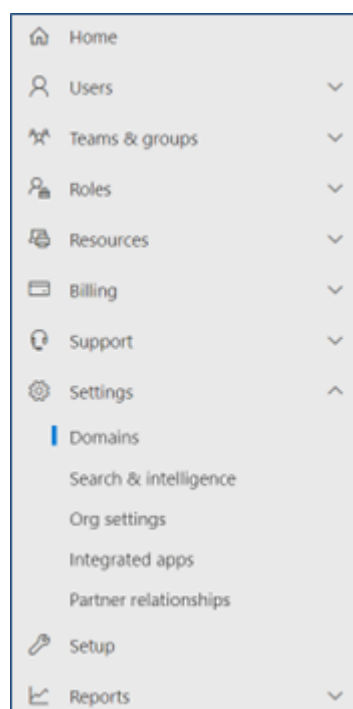 Home
Users
Teams & groups
Roles
Resources
Billing
Support
Settings
Domains
Search & intelligence
Org settings
Integrated apps
Partner relationships
Setup
Reports